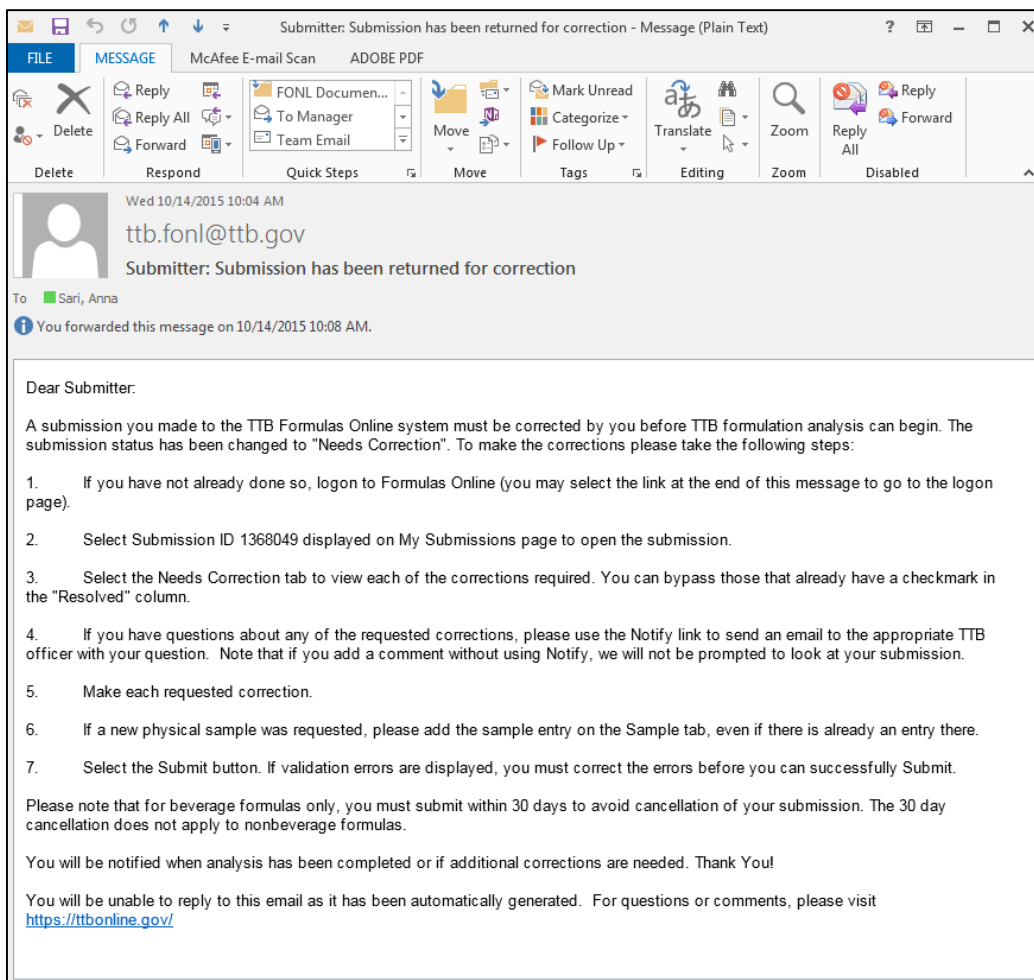 Submitter: Submission has been returned for correction - Message (Plain Text)
?
FILE MESSAGE McAfee E-mail Scan ADOBE PDF
Delete
Reply
Reply All
Forward
FONL Documen...
To Manager
Team Email
Move
Mark Unread
Categorize
Follow Up
Translate
Zoom
Reply All
Reply
Forward
Delete Respond Quick Steps Move Tags Editing Zoom Disabled
Wed 10/14/2015 10:04 AM
ttb.fonl@ttb.gov
Submitter: Submission has been returned for correction
To Sari, Anna
You forwarded this message on 10/14/2015 10:08 AM.
Dear Submitter:
A submission you made to the TTB Formulas Online system must be corrected by you before TTB formulation analysis can begin. The
submission status has been changed to "Needs Correction". To make the corrections please take the following steps:
1. If you have not already done so, logon to Formulas Online (you may select the link at the end of this message to go to the logon
page).
2. Select Submission ID 1368049 displayed on My Submissions page to open the submission.
3. Select the Needs Correction tab to view each of the corrections required. You can bypass those that already have a checkmark in
the "Resolved" column.
4. If you have questions about any of the requested corrections, please use the Notify link to send an email to the appropriate TTB
officer with your question. Note that if you add a comment without using Notify, we will not be prompted to look at your submission.
5. Make each requested correction.
6. If a new physical sample was requested, please add the sample entry on the Sample tab, even if there is already an entry there.
7. Select the Submit button. If validation errors are displayed, you must correct the errors before you can successfully Submit.
Please note that for beverage formulas only, you must submit within 30 days to avoid cancellation of your submission. The 30 day
cancellation does not apply to nonbeverage formulas.
You will be notified when analysis has been completed or if additional corrections are needed. Thank You!
You will be unable to reply to this email as it has been automatically generated. For questions or comments, please visit
https://ttbonline.gov/